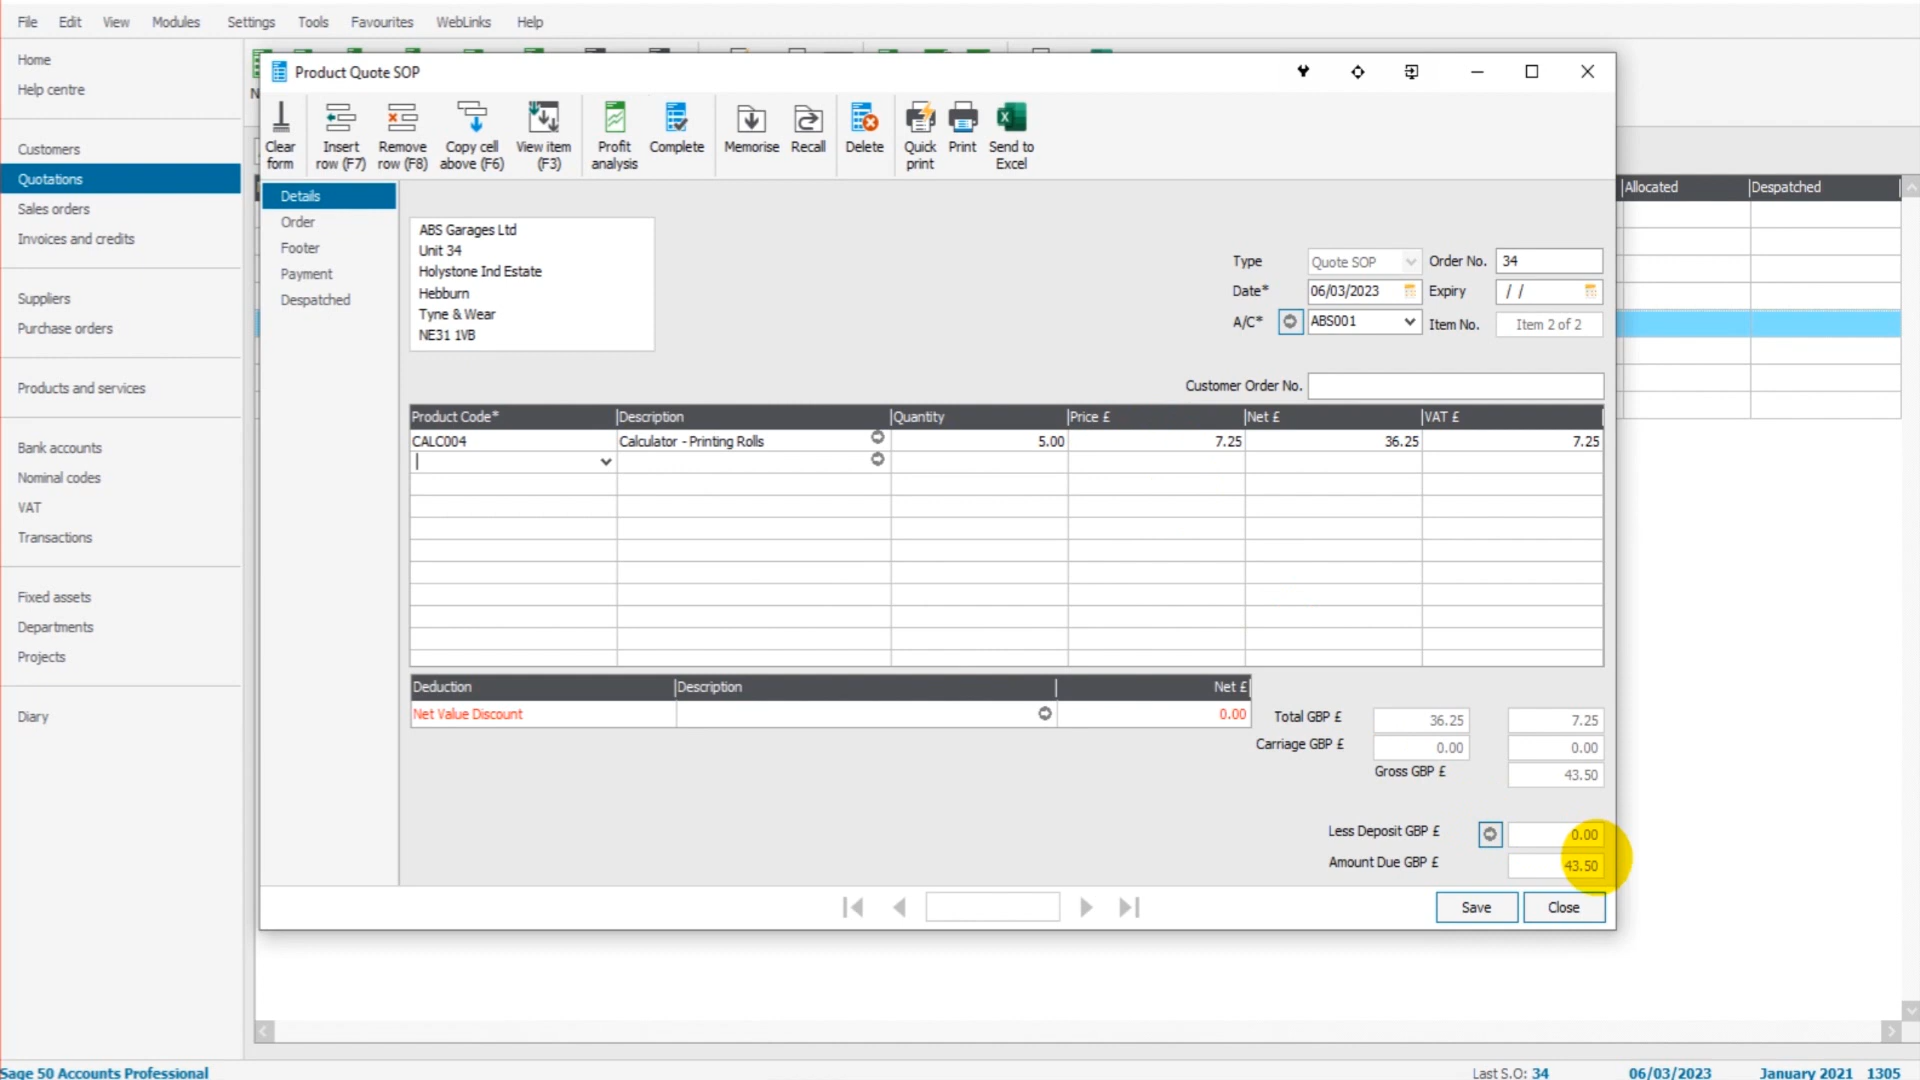 File Edit View Modules Settings Tools Favourites WebLinks Help
Home
Help centre
Customers
Quotations
Sales orders
Invoices and credits
Suppliers
Purchase orders
Products and services
Bank accounts
Nominal codes
VAT
Transactions
Fixed assets
Departments
Projects
Diary
Product Quote SOP
Clear form
Insert row (F7)
Remove row (F8)
Copy cell above (F6)
View item (F3)
Profit analysis
Complete
Memorise
Recall
Delete
Quick print
Print
Send to Excel
Details
Order
Footer
Payment
Despatched
ABS Garages Ltd
Unit 34
Holystone Ind Estate
Hebburn
Tyne & Wear
NE31 1VB
Type Quote SOP Order No. 34
Date* 06/03/2023 Expiry / /
A/C* ABS001 Item No. Item 2 of 2
Customer Order No.
Allocated Despatched
Product Code* Description Quantity Price £ Net £ VAT £
CALC004 Calculator - Printing Rolls 5.00 7.25 36.25 7.25
Deduction Description Net £
Net Value Discount 0.00
Total GBP £ 36.25 7.25
Carriage GBP £ 0.00 0.00
Gross GBP £ 43.50
Less Deposit GBP £ 0.00
Amount Due GBP £ 43.50
Save Close
Sage 50 Accounts Professional Last S.O: 34 06/03/2023 January 2021 1305